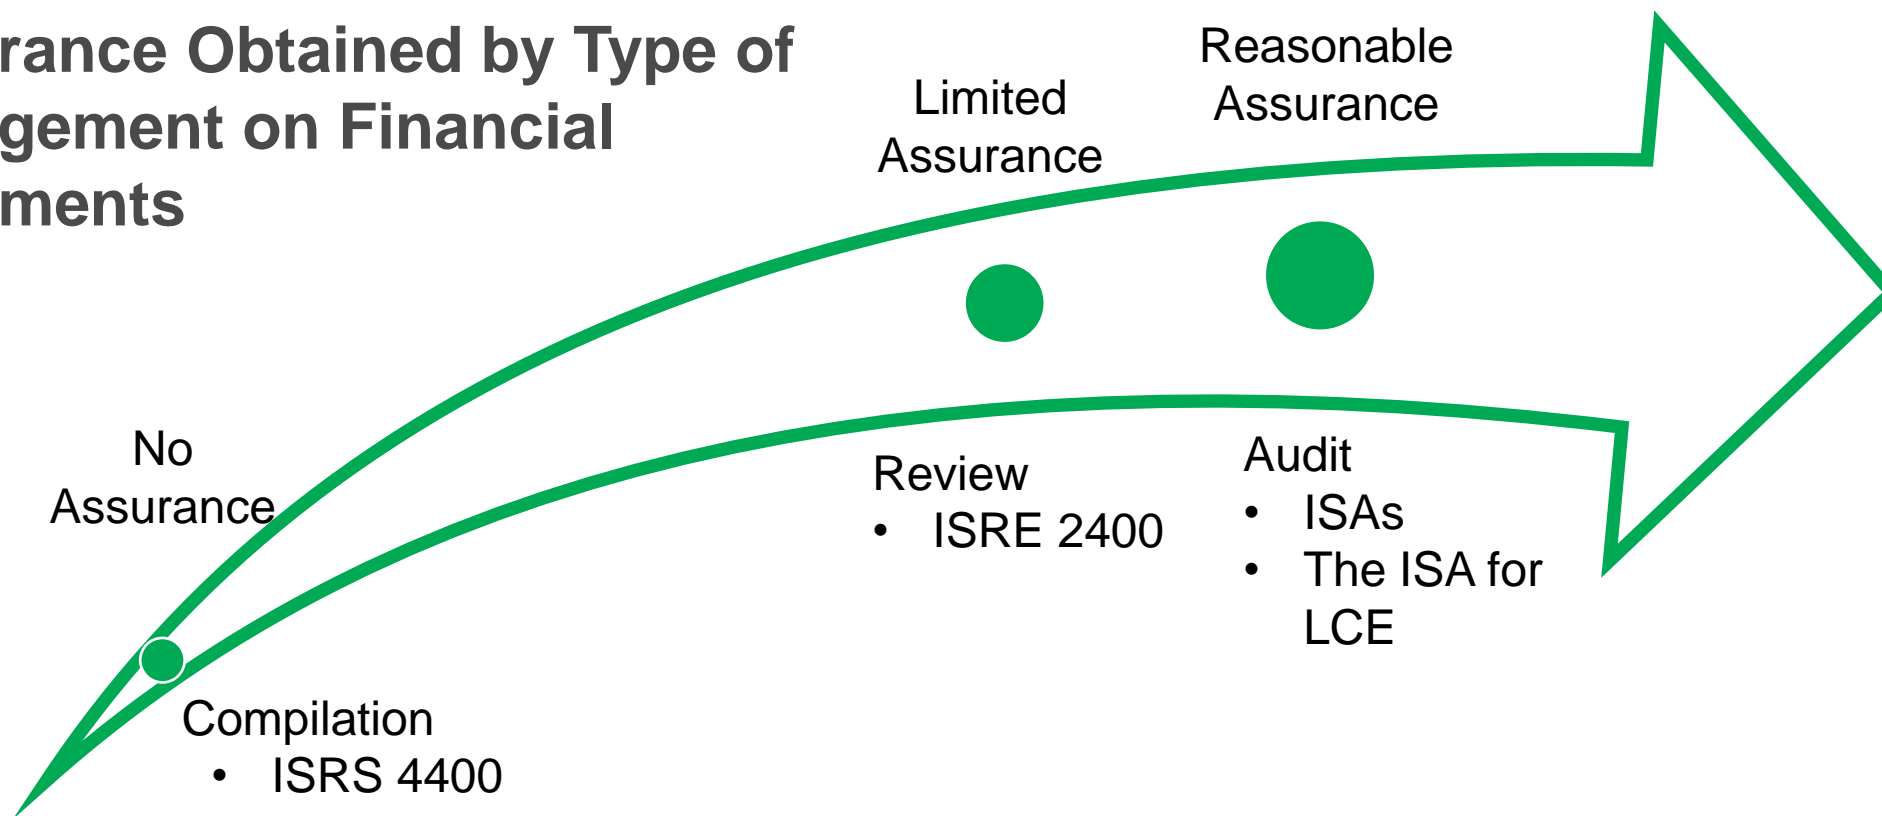 rance Obtained by Type of
gement on Financial
ments
Reasonable
Assurance
Limited
Assurance
No
Assurance
Review
• ISRE 2400
Audit
• ISAs
• The ISA for
LCE
Compilation
• ISRS 4400